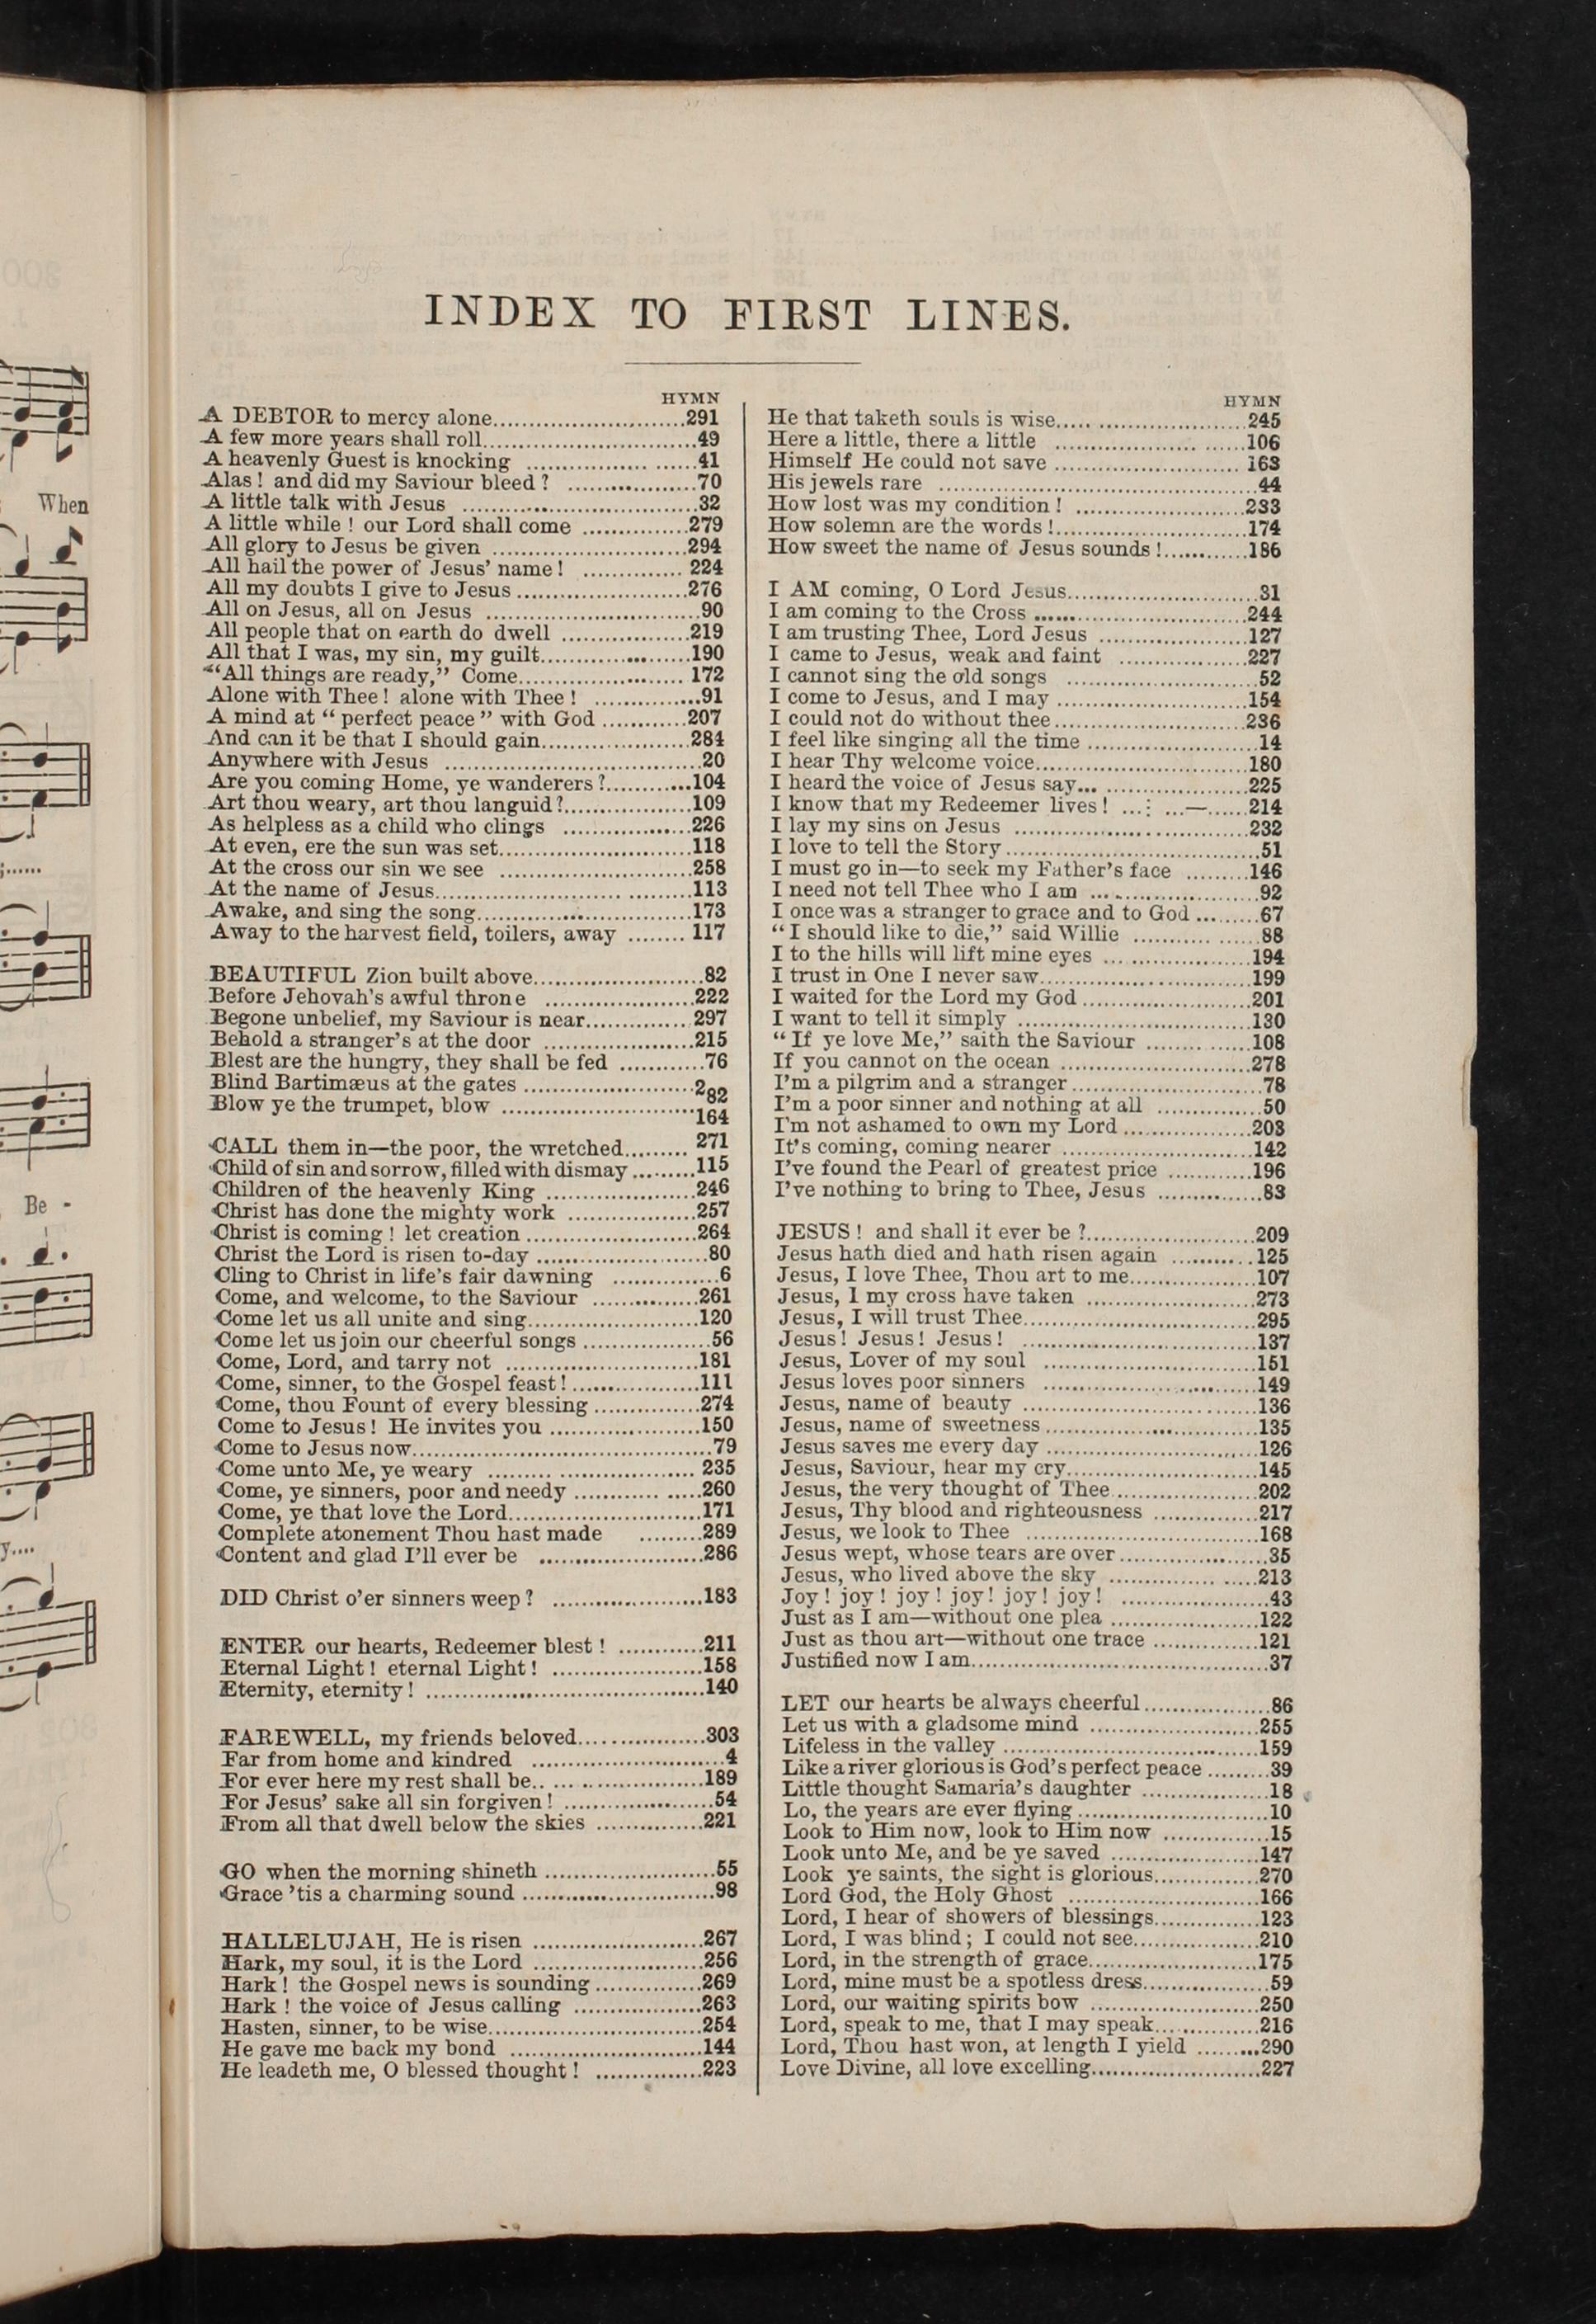 When
Be -
y....
INDEX TO FIRST LINES.
HYMN
A DEBTOR to mercy alone...........................291
A few more years shall roll..............................49
A heavenly Guest is knocking ........................41
Alas! and did my Saviour bleed? ..................70
A little talk with Jesus .................................32
A little while! our Lord shall come ..............279
All glory to Jesus be given ...........................294
All hail the power of Jesus' name! .............. 224
All my doubts I give to Jesus........................276
All on Jesus, all on Jesus ..............................90
All people that on earth do dwell ..................219
All that I was, my sin, my guilt.....................190
"All things are ready," Come....................... 172
Alone with Thee! alone with Thee! ...............91
A mind at "perfect peace" with God ............207
And can it be that I should gain.....................284
Anywhere with Jesus ....................................20
Are you coming Home, ye wanderers?............104
Art thou weary, art thou languid?..................109
As helpless as a child who clings ..................226
At even, ere the sun was set...........................118
At the cross our sin we see ...........................258
At the name of Jesus....................................113
Awake, and sing the song..............................173
Away to the harvest field, toilers, away ........ 117
BEAUTIFUL Zion built above........................82
Before Jehovah's awful throne .....................222
Begone unbelief, my Saviour is near...............297
Behold a stranger's at the door .....................215
Blest are the hungry, they shall be fed ............76
Blind Bartimæus at the gates ........................282
Blow ye the trumpet, blow ...........................164
CALL them in—the poor, the wretched......... 271
Child of sin and sorrow, filled with dismay.........115
Children of the heavenly King .....................246
Christ has done the mighty work ..................257
Christ is coming! let creation........................264
Christ the Lord is risen to-day ........................80
Cling to Christ in life's fair dawning ...............6
Come, and welcome, to the Saviour ...............261
Come let us all unite and sing........................120
Come let us join our cheerful songs..................56
Come, Lord, and tarry not ...........................181
Come, sinner, to the Gospel feast!..................111
Come, thou Fount of every blessing...............274
Come to Jesus! He invites you .....................150
Come to Jesus now..........................................79
Come unto Me, ye weary ........................... 235
Come, ye sinners, poor and needy .................260
Come, ye that love the Lord...........................171
Complete atonement Thou hast made .........289
Content and glad I'll ever be .......................286
DID Christ o'er sinners weep? .....................183
ENTER our hearts, Redeemer blest! ............211
Eternal Light! eternal Light! .....................158
Eternity, eternity! .......................................140
FAREWELL, my friends beloved..................303
Far from home and kindred ...........................4
For ever here my rest shall be.. .....................189
For Jesus' sake all sin forgiven! .....................54
From all that dwell below the skies ...............221
GO when the morning shineth ........................55
Grace 'tis a charming sound ...........................98
HALLELUJAH, He is risen ........................267
Hark, my soul, it is the Lord ........................256
Hark! the Gospel news is sounding...............269
Hark! the voice of Jesus calling ..................263
Hasten, sinner, to be wise..............................254
He gave me back my bond ...........................144
He leadeth me, O blessed thought! ...............223
HYMN
He that taketh souls is wise..... .....................245
Here a little, there a little ...........................106
Himself He could not save .......................... 163
His jewels rare .............................................44
How lost was my condition! ........................233
How solemn are the words!...........................174
How sweet the name of Jesus sounds!............186
I AM coming, O Lord Jesus...........................31
I am coming to the Cross ..............................244
I am trusting Thee, Lord Jesus .....................127
I came to Jesus, weak and faint ..................227
I cannot sing the old songs ...........................52
I come to Jesus, and I may ...........................154
I could not do without thee...........................236
I feel like singing all the time ........................14
I hear Thy welcome voice..............................180
I heard the voice of Jesus say... .....................225
I know that my Redeemer lives! ...: ...—......214
I lay my sins on Jesus .................................232
I love to tell the Story....................................51
I must go in—to seek my Father's face .........146
I need not tell Thee who I am ........................92
I once was a stranger to grace and to God .........67
"I should like to die," said Willie ..................88
I to the hills will lift mine eyes .....................194
I trust in One I never saw..............................199
I waited for the Lord my God........................201
I want to tell it simply .................................130
"If ye love Me," saith the Saviour ...............108
If you cannot on the ocean ...........................278
I'm a pilgrim and a stranger...........................78
I'm a poor sinner and nothing at all ...............50
I'm not ashamed to own my Lord..................203
It's coming, coming nearer ...........................142
I've found the Pearl of greatest price ............196
I've nothing to bring to Thee, Jesus ...............83
JESUS! and shall it ever be?........................209
Jesus hath died and hath risen again ............125
Jesus, I love Thee, Thou art to me..................107
Jesus, I my cross have taken ........................273
Jesus, I will trust Thee.................................295
Jesus! Jesus! Jesus! .................................137
Jesus, Lover of my soul ..............................151
Jesus loves poor sinners ..............................149
Jesus, name of beauty .................................136
Jesus, name of sweetness..............................135
Jesus saves me every day ..............................126
Jesus, Saviour, hear my cry...........................145
Jesus, the very thought of Thee.....................202
Jesus, Thy blood and righteousness ...............217
Jesus, we look to Thee .................................168
Jesus wept, whose tears are over.....................35
Jesus, who lived above the sky .....................213
Joy! joy! joy! joy! joy! joy! .....................43
Just as I am—without one plea .....................122
Just as thou art—without one trace ...............121
Justified now I am..........................................37
LET our hearts be always cheerful..................86
Let us with a gladsome mind ........................255
Lifeless in the valley ....................................159
Like a river glorious is God's perfect peace .........39
Little thought Samaria's daughter ..................18
Lo, the years are ever flying...........................10
Look to Him now, look to Him now ...............15
Look unto Me, and be ye saved .....................147
Look ye saints, the sight is glorious...............270
Lord God, the Holy Ghost ...........................166
Lord, I hear of showers of blessings...............123
Lord, I was blind; I could not see..................210
Lord, in the strength of grace........................175
Lord, mine must be a spotless dress..................59
Lord, our waiting spirits bow ........................250
Lord, speak to me, that I may speak...............216
Lord, Thou hast won, at length I yield .........290
Love Divine, all love excelling........................227